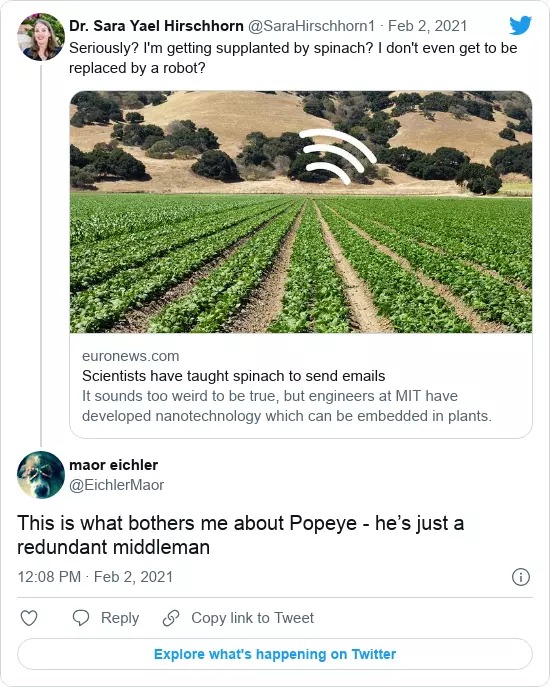 Dr. Sara Yael Hirschhorn @SaraHirschhorn1 · Feb 2, 2021
Seriously? I'm getting supplanted by spinach? I don't even get to be
replaced by a robot?
euronews.com
Scientists have taught spinach to send emails
It sounds too weird to be true, but engineers at MIT have
developed nanotechnology which can be embedded in plants.
maor eichler
@EichlerMaor
This is what bothers me about Popeye - he’s just a
redundant middleman
12:08 PM · Feb 2, 2021
Reply
Copy link to Tweet
Explore what's happening on Twitter